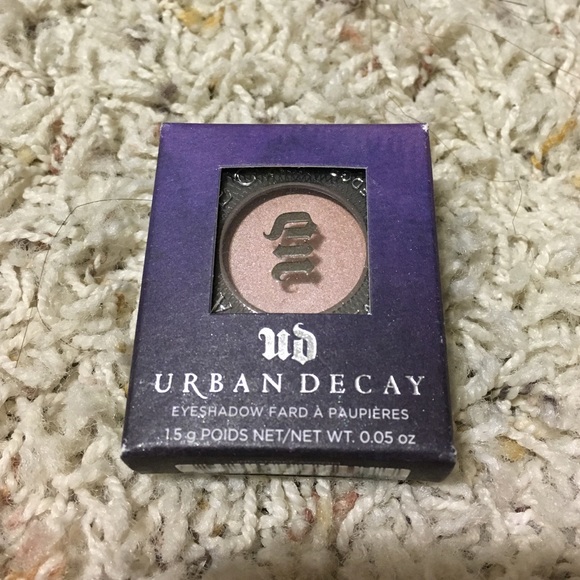 ud
ud
URBAN DECAY
EYESHADOW FARD À PAUPIÈRES
1.5 g POIDS NET/NET WT. 0.05 oz